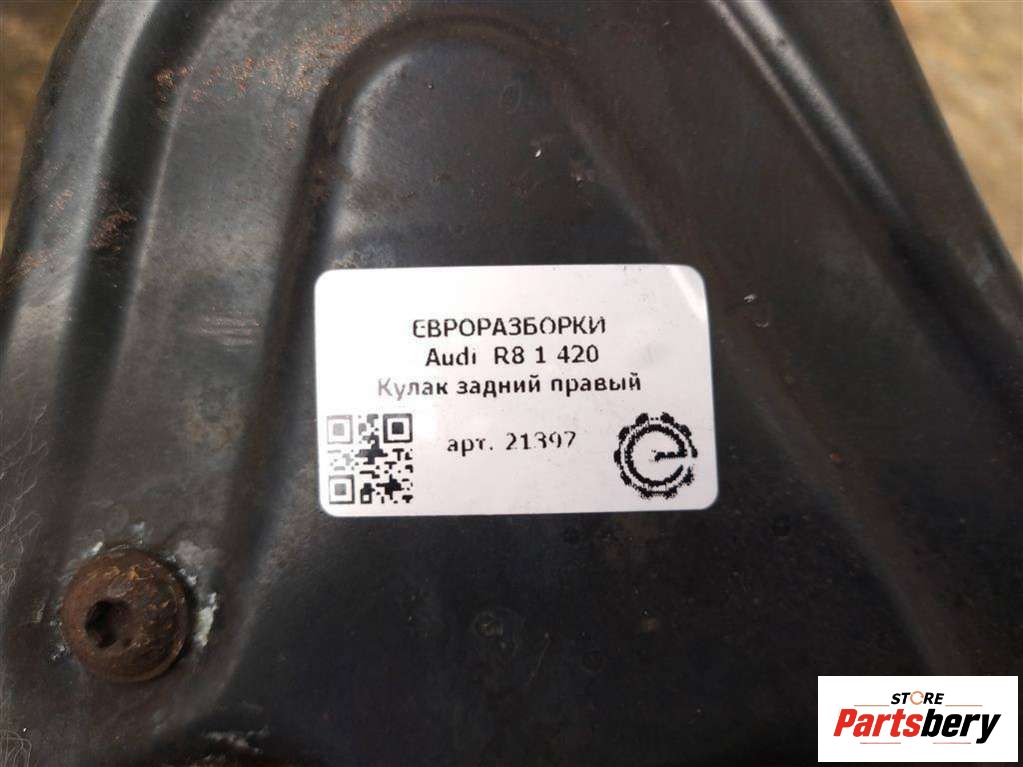 ЕВРОРАЗБОРКИ
Audi R8 1 420
Кулак задний правый
арт. 21397
STORE
Partsbery